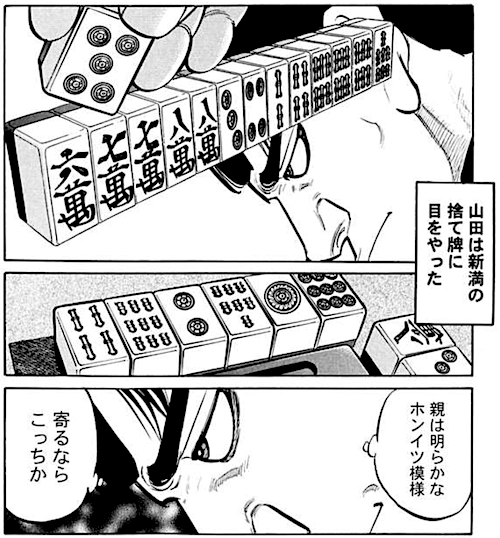 六萬
七萬
七萬
八萬
八萬
山田は新満の
捨て牌に
目をやった
親は明らかな
ホンイツ模様
寄るなら
こっちか